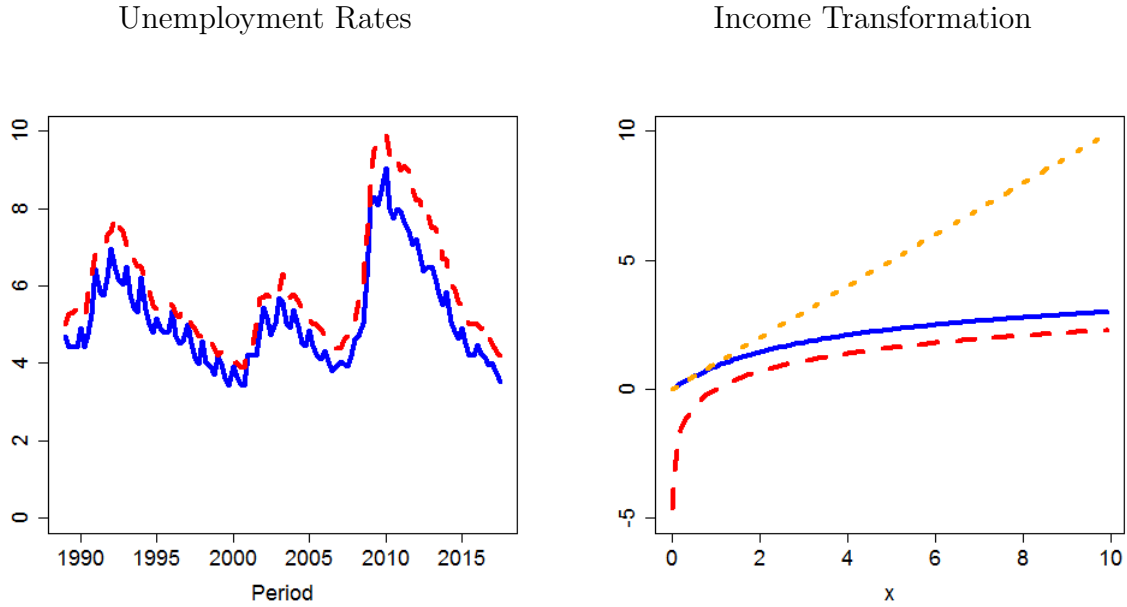 Unemployment Rates
Income Transformation
10
8
6
4
2
0
1990 1995 2000 2005 2010 2015
Period
10
5
0
-5
0 2 4 6 8 10
x